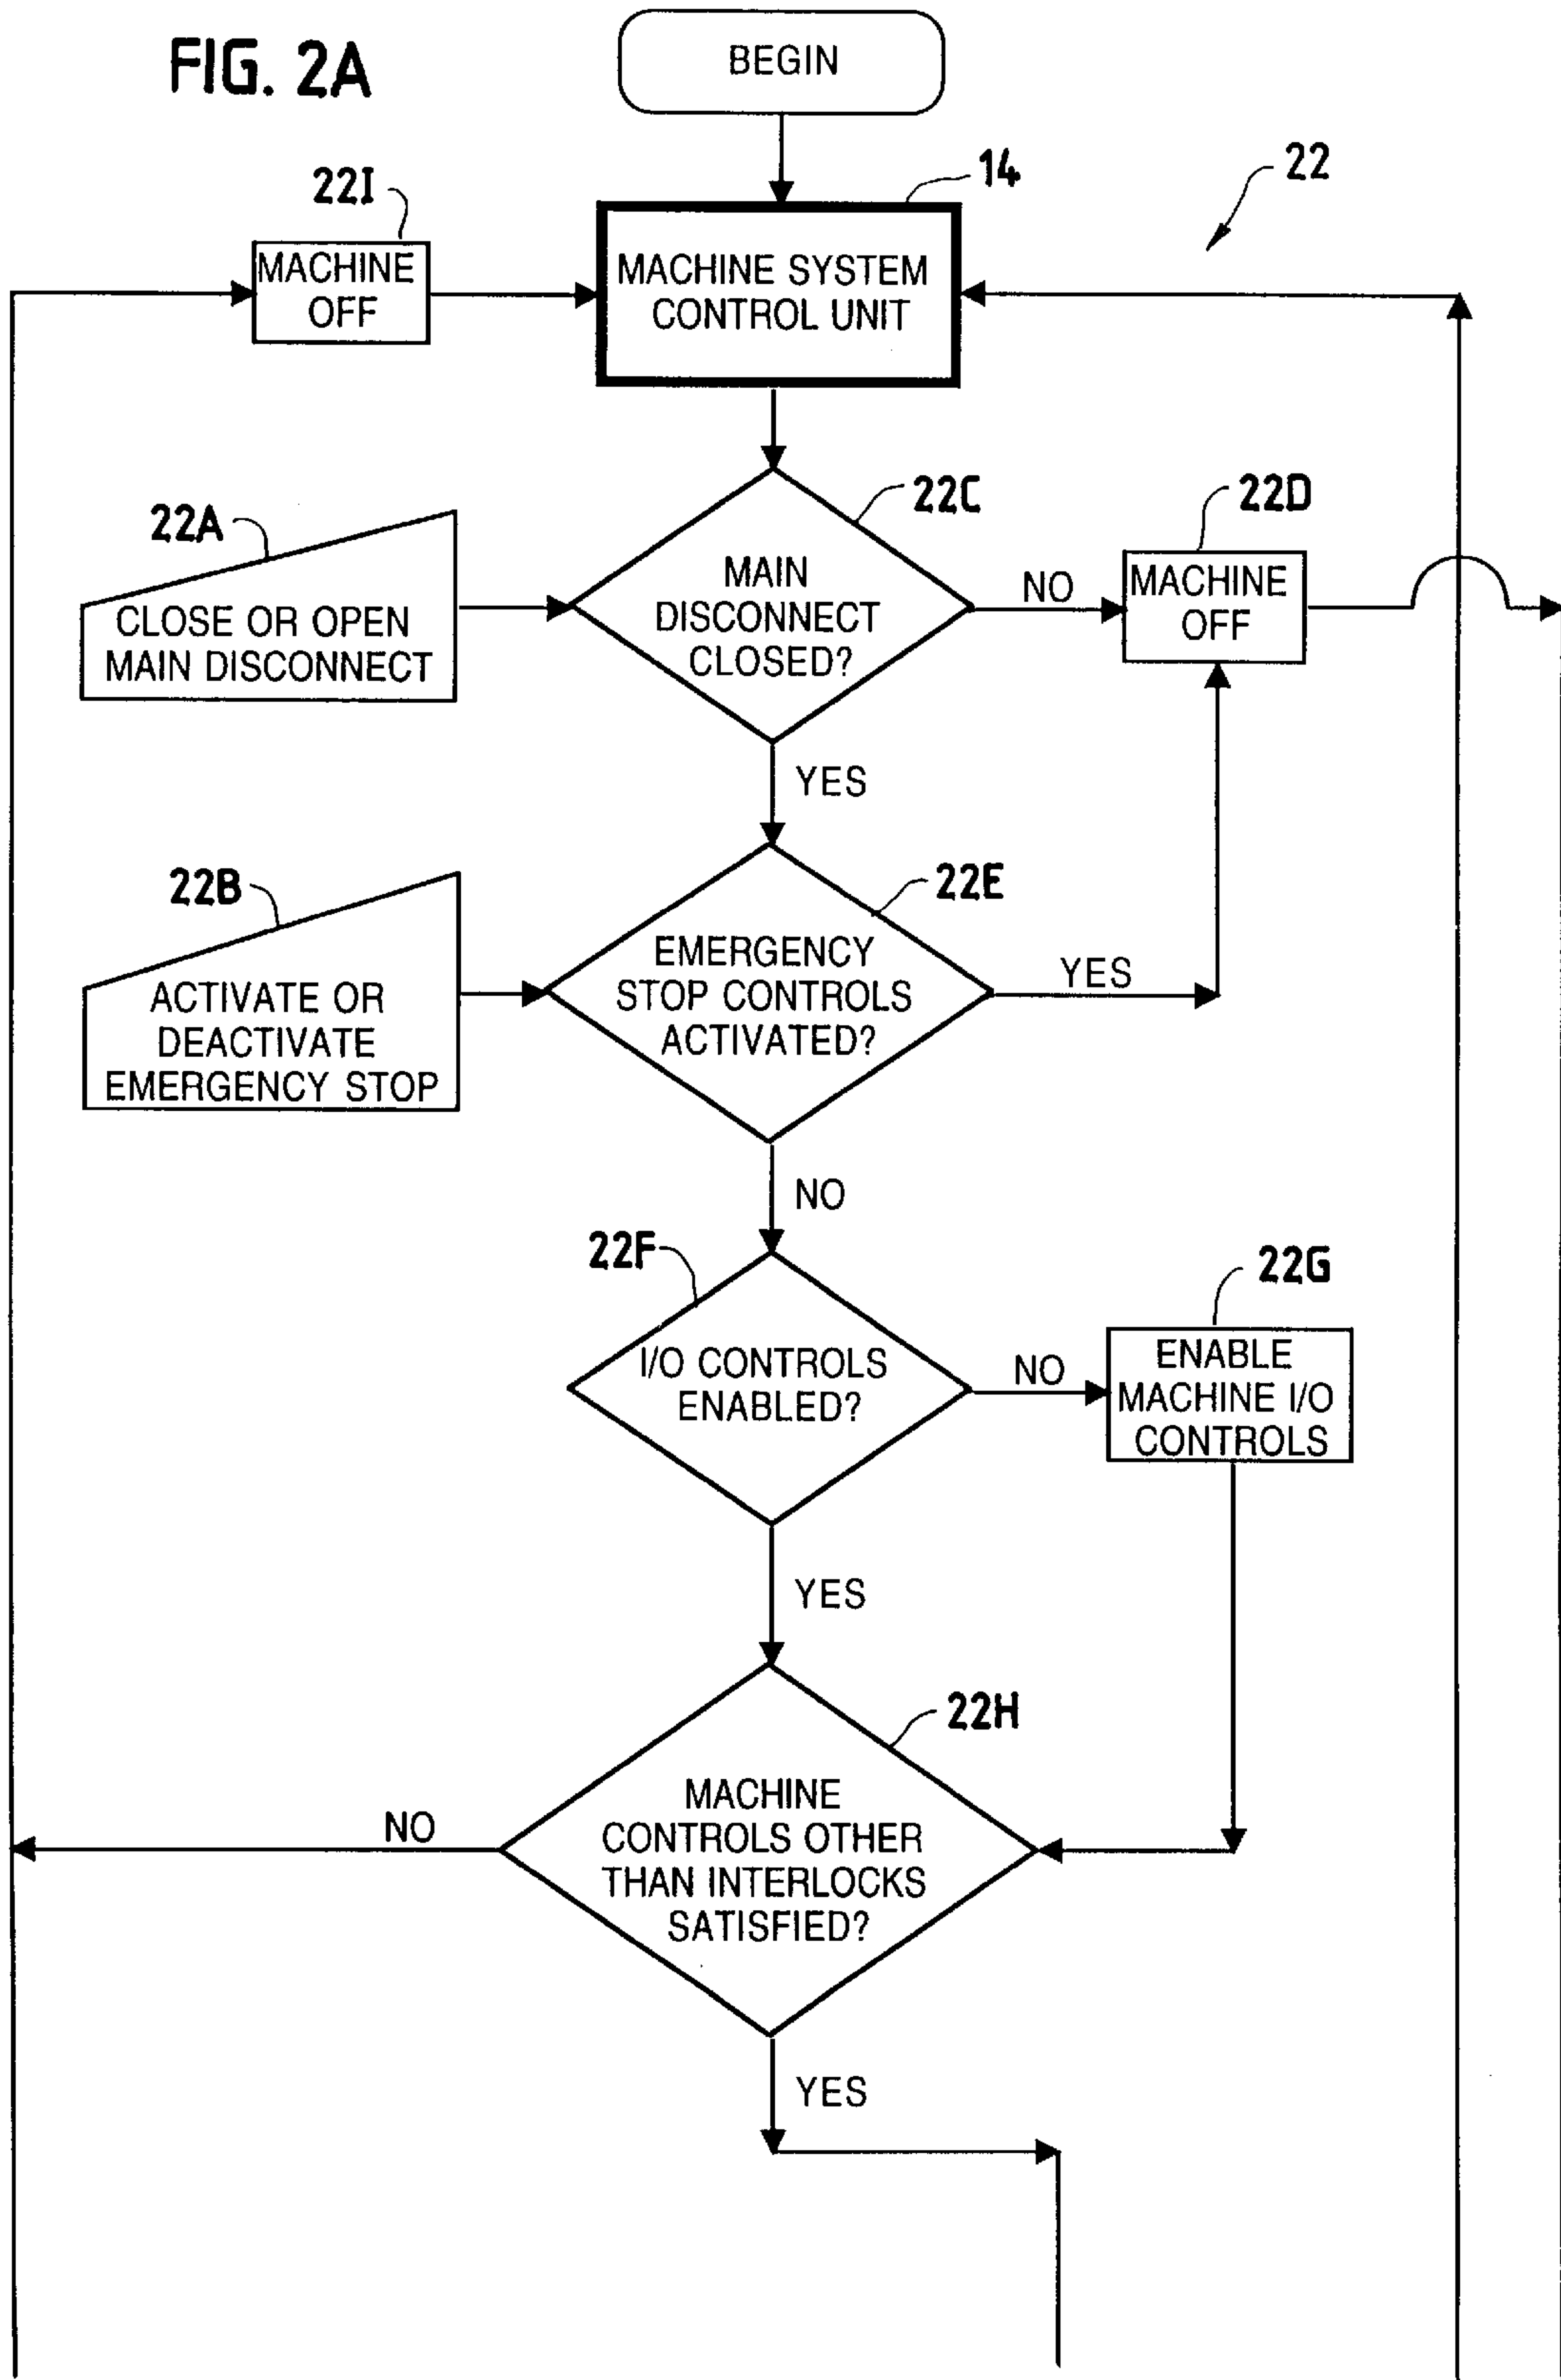 FIG. 2A
BEGIN
14
22
22I
MACHINE
OFF
MACHINE SYSTEM
CONTROL UNIT
22A
CLOSE OR OPEN
MAIN DISCONNECT
22C
MAIN
DISCONNECT
CLOSED?
NO
22D
MACHINE
OFF
YES
22B
ACTIVATE OR
DEACTIVATE
EMERGENCY STOP
22E
EMERGENCY
STOP CONTROLS
ACTIVATED?
YES
NO
22F
I/O CONTROLS
ENABLED?
NO
22G
ENABLE
MACHINE I/O
CONTROLS
YES
22H
MACHINE
CONTROLS OTHER
THAN INTERLOCKS
SATISFIED?
NO
YES